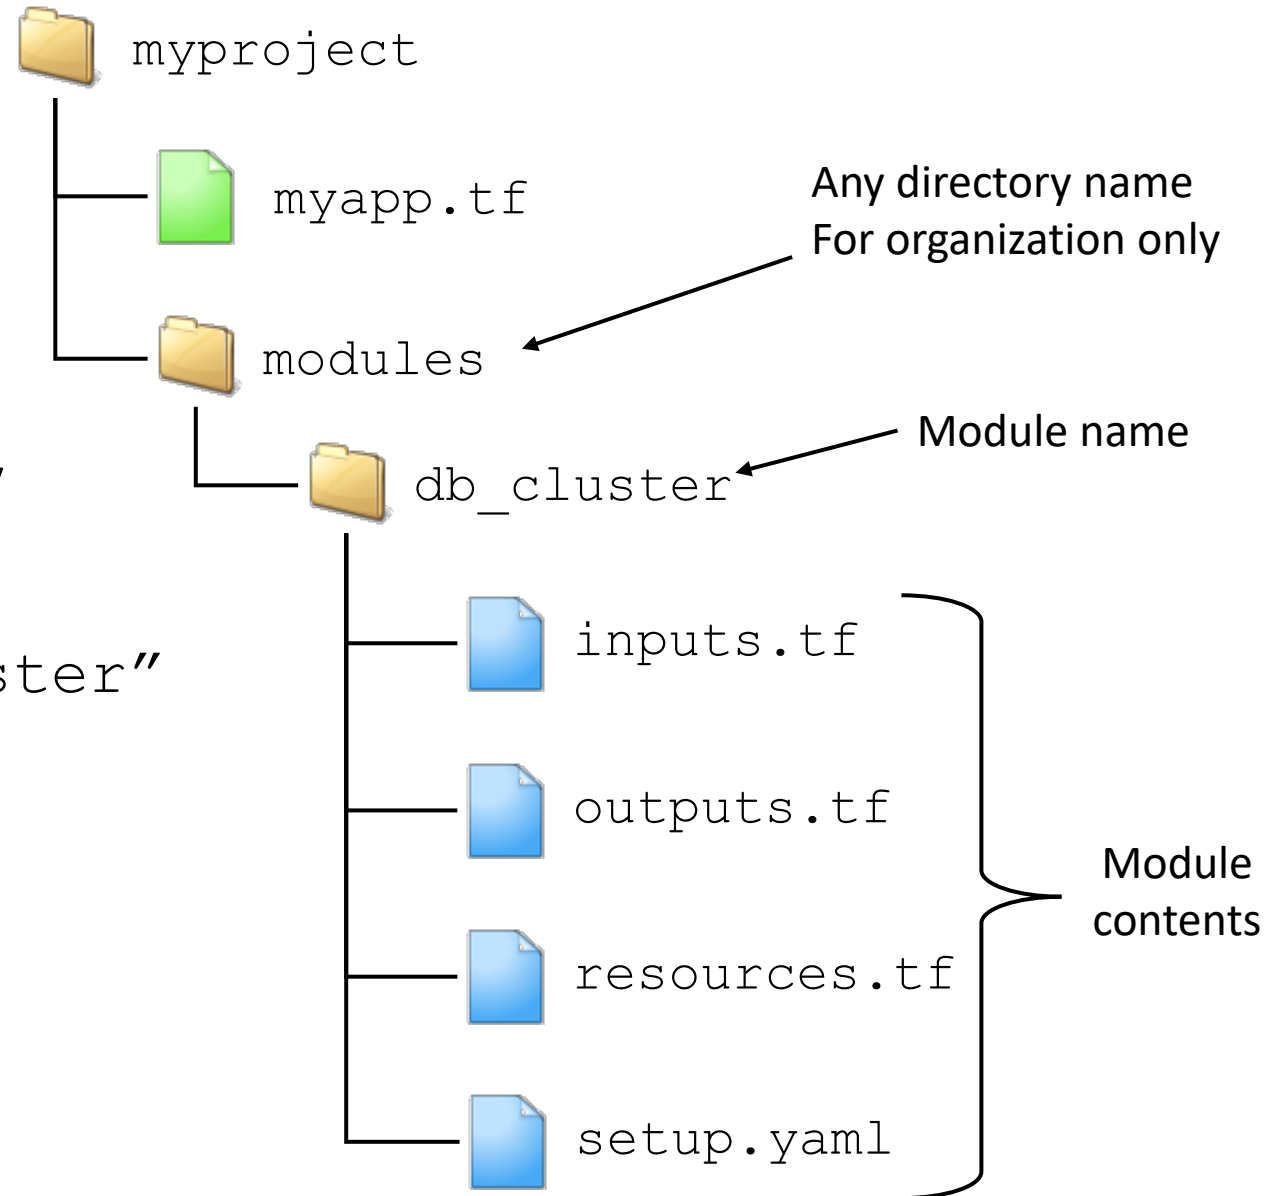 myproject
myapp.tf
Any directory name
For organization only
modules
Module name
”
db_cluster
inputs.tf
ster”
outputs.tf
Module
contents
resources.tf
setup.yaml